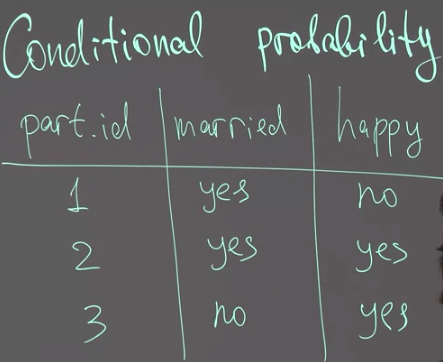 Conditional probability
part.id married happy
1 yes no
2 yes yes
3 no yes